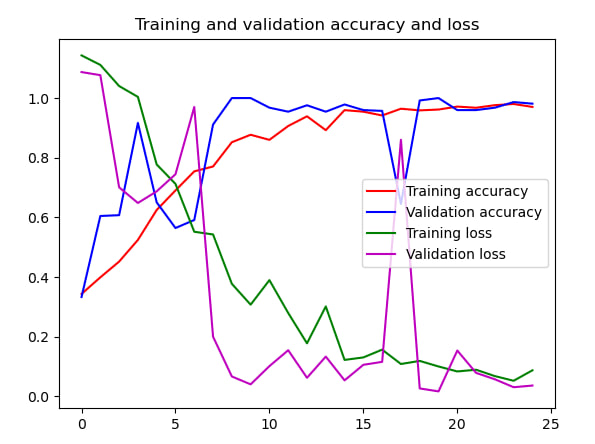 Training and validation accuracy and loss
1.0
0.8
0.6
0.4
0.2
0.0
Training accuracy
Validation accuracy
Training loss
Validation loss
0 5 10 15 20 25